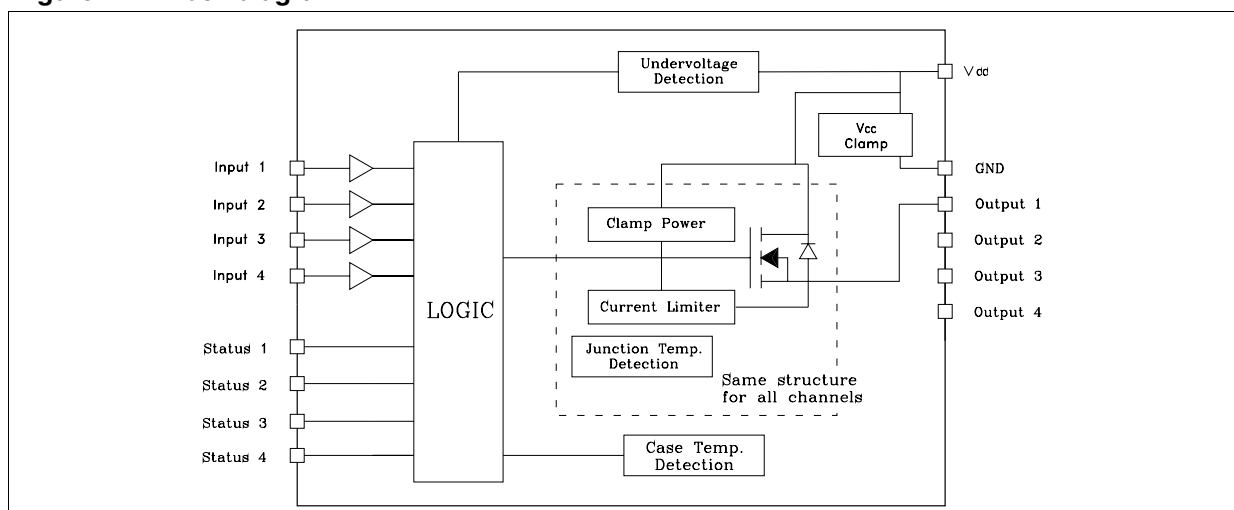 Undervoltage
Detection
Vdd
Vcc
Clamp
Input 1
GND
Input 2
Clamp Power
Output 1
Input 3
Output 2
Input 4
Output 3
LOGIC
Current Limiter
Output 4
Status 1
Junction Temp.
Detection
Status 2
Same structure
for all channels
Status 3
Status 4
Case Temp.
Detection